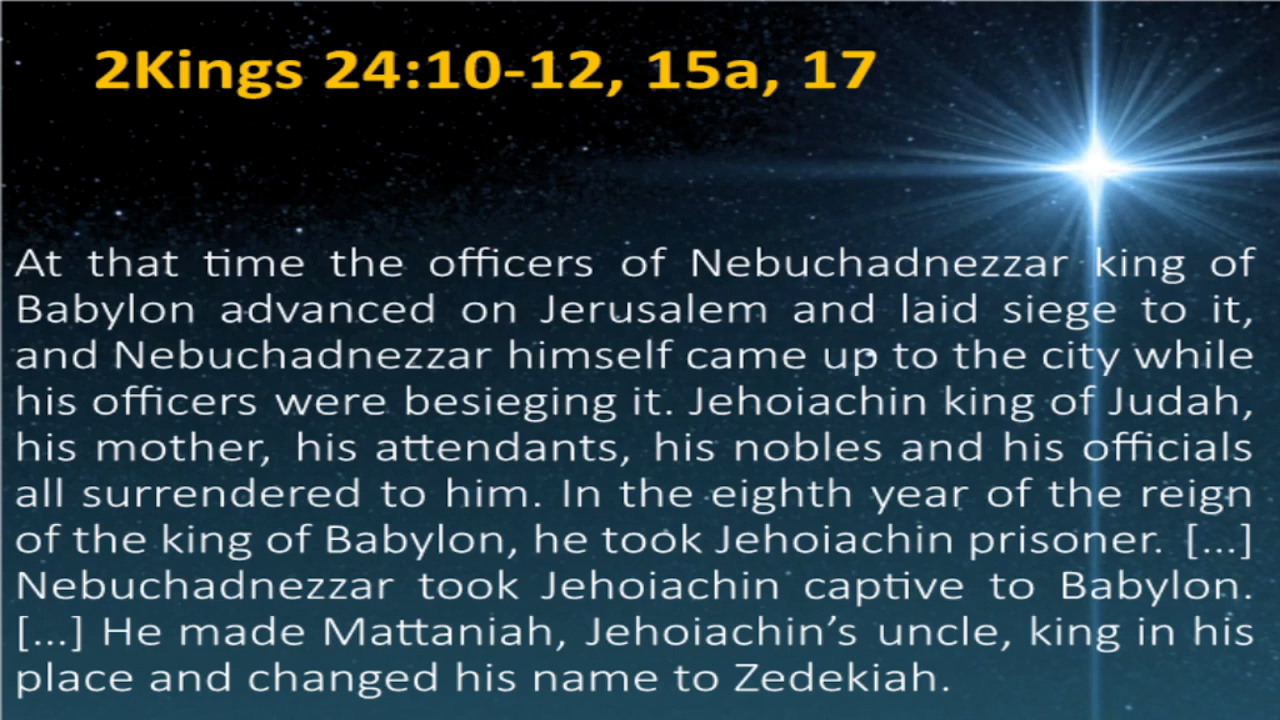 2Kings 24:10-12, 15a, 17
At that time the officers of Nebuchadnezzar king of
Babylon advanced on Jerusalem and laid siege to it,
and Nebuchadnezzar himself came up to the city while
his officers were besieging it. Jehoiachin king of Judah,
his mother, his attendants, his nobles and his officials
all surrendered to him. In the eighth year of the reign
of the king of Babylon, he took Jehoiachin prisoner. [...]
Nebuchadnezzar took Jehoiachin captive to Babylon.
[...] He made Mattaniah, Jehoiachin’s uncle, king in his
place and changed his name to Zedekiah.